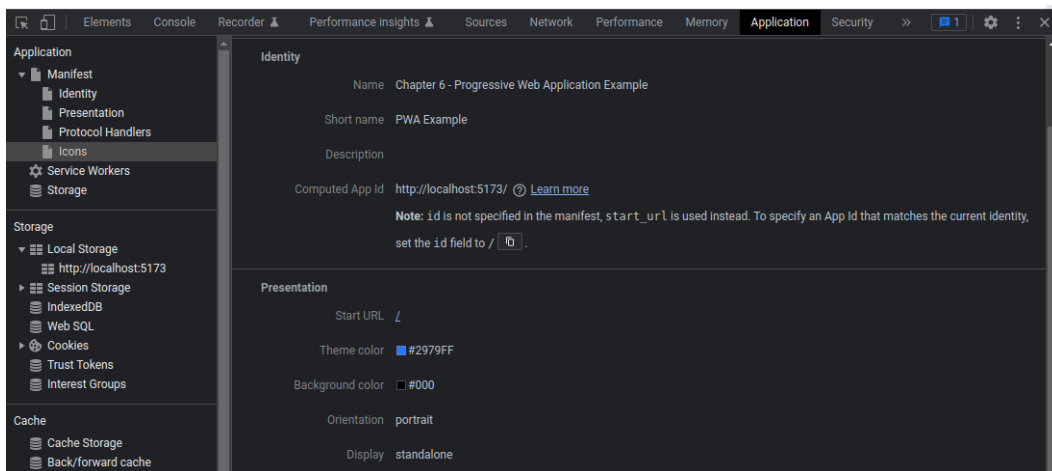 Elements Console Recorder Performance insights Sources Network Performance Memory Application Security » 1
Application
Manifest
Identity
Presentation
Protocol Handlers
Icons
Service Workers
Storage
Storage
Local Storage
http://localhost:5173
Session Storage
IndexedDB
Web SQL
Cookies
Trust Tokens
Interest Groups
Cache
Cache Storage
Back/forward cache
Identity
Name Chapter 6 - Progressive Web Application Example
Short name PWA Example
Description
Computed App Id http://localhost:5173/ Learn more
Note: id is not specified in the manifest, start_url is used instead. To specify an App Id that matches the current identity,
set the id field to / .
Presentation
Start URL /
Theme color #2979FF
Background color #000
Orientation portrait
Display standalone